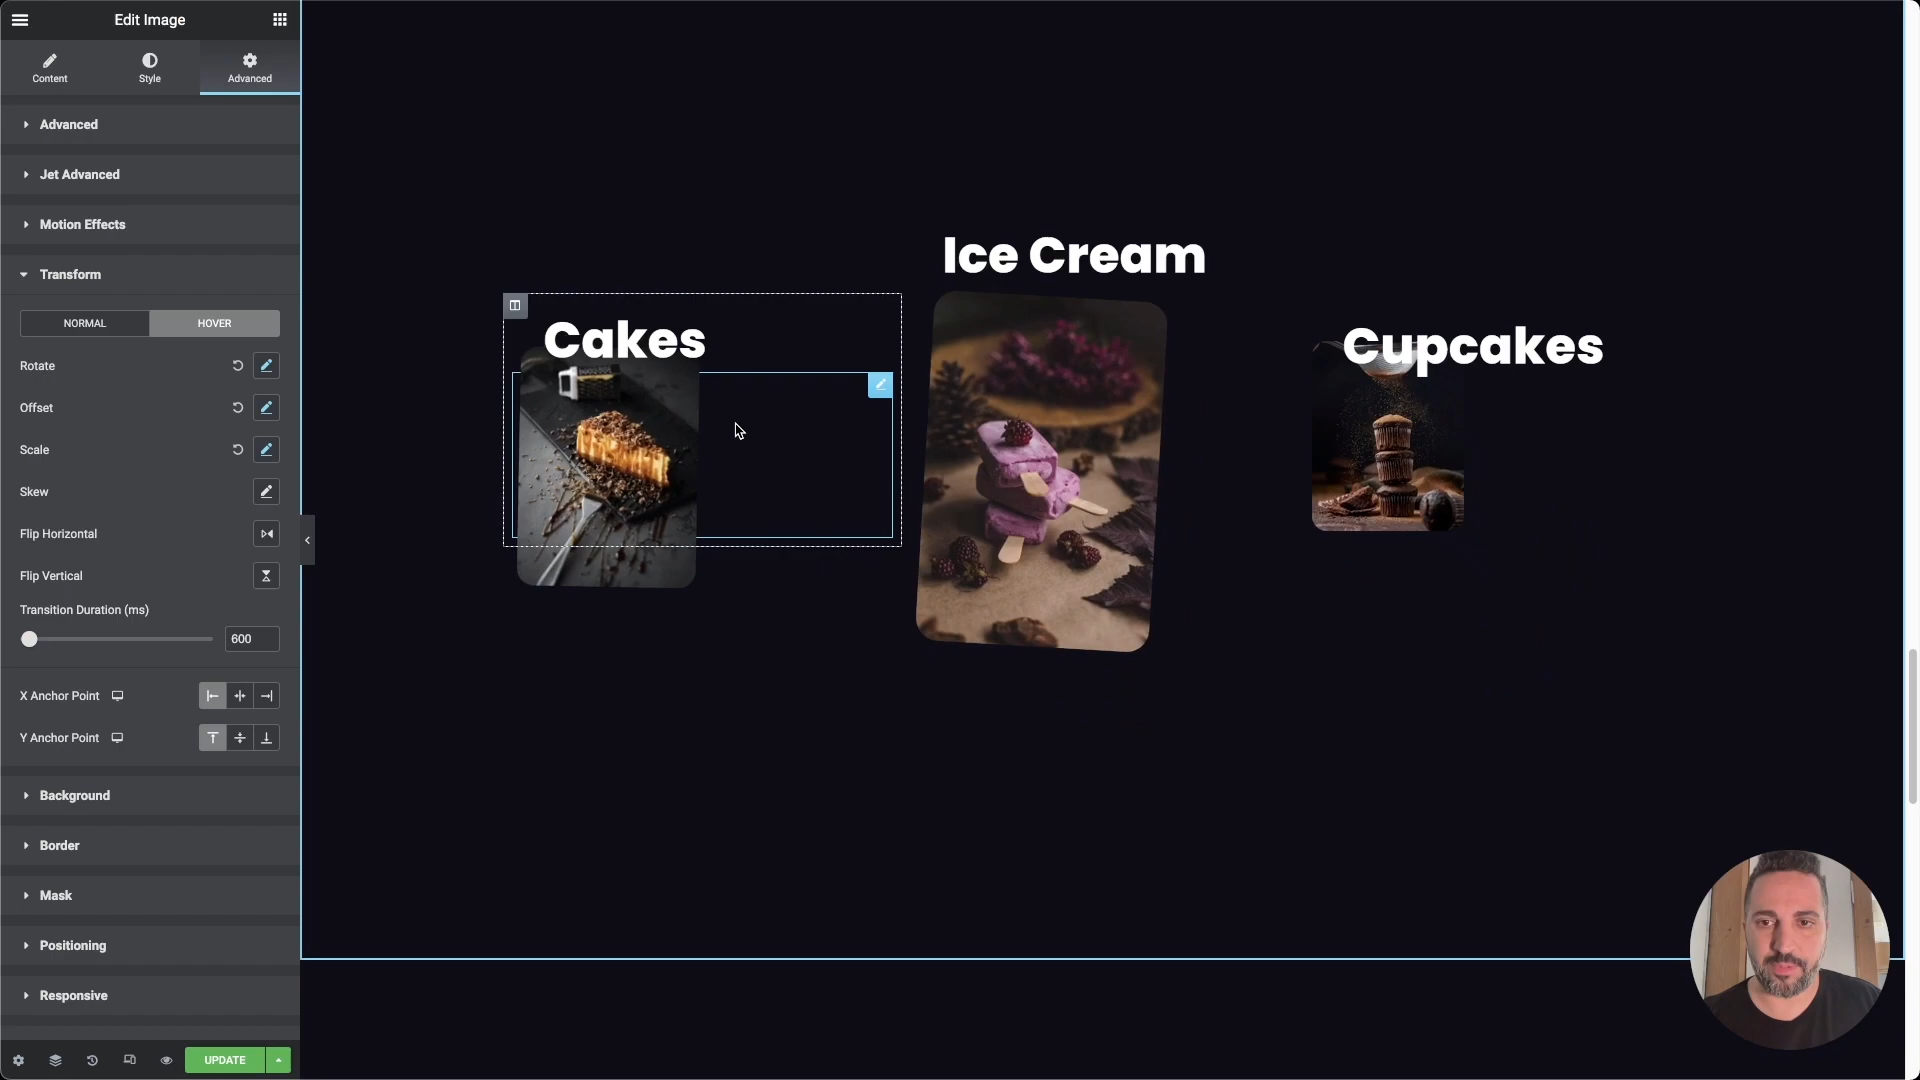 Edit Image
Content
Style
Advanced
Advanced
Jet Advanced
Motion Effects
Transform
NORMAL
HOVER
Rotate
Offset
Scale
Skew
Flip Horizontal
Flip Vertical
Transition Duration (ms)
600
X Anchor Point
Y Anchor Point
Background
Border
Mask
Positioning
Responsive
UPDATE
Ice Cream
Cakes
Cupcakes